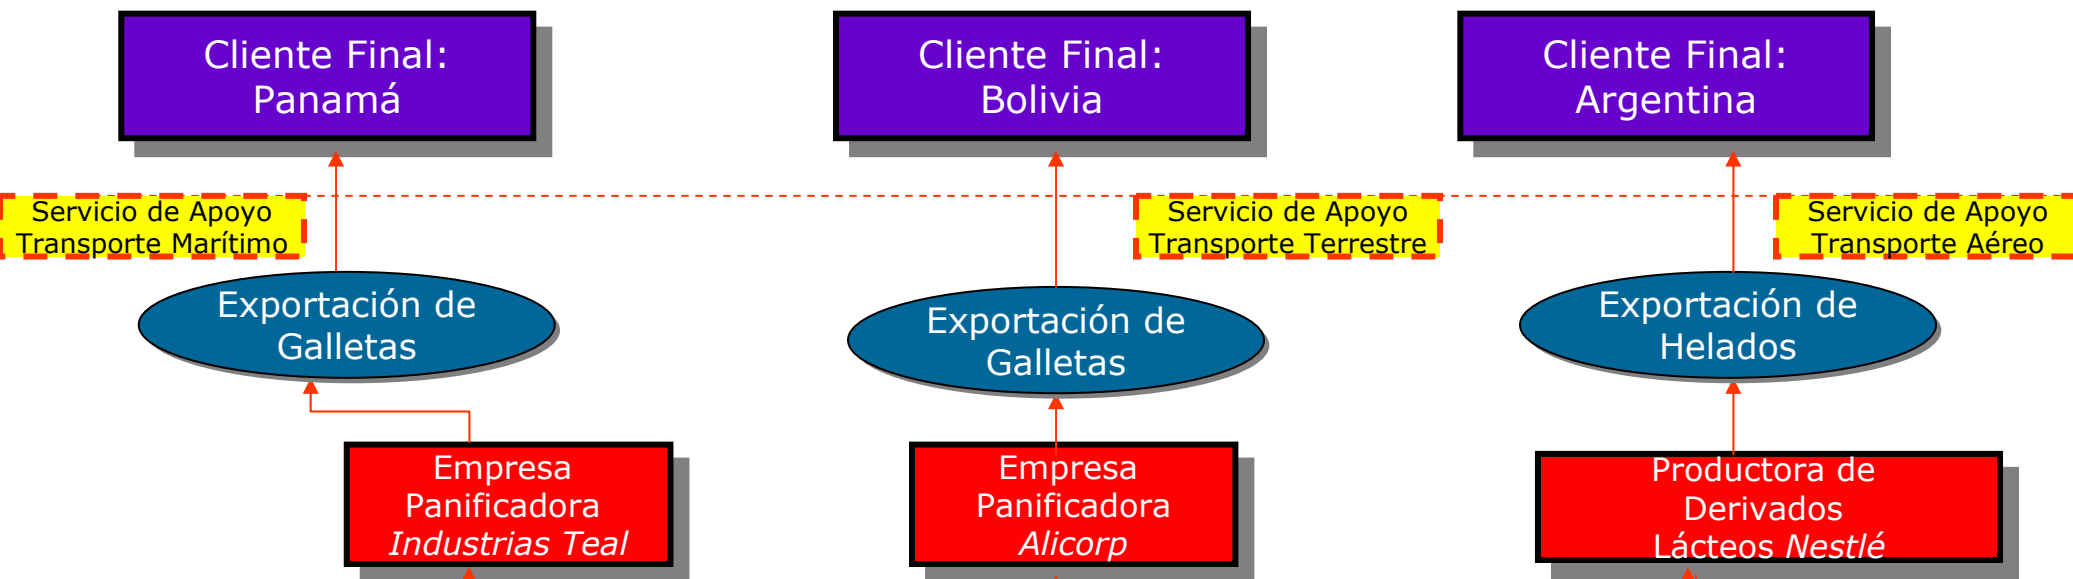 Cliente Final:
Panamá
Cliente Final:
Bolivia
Cliente Final:
Argentina
Servicio de Apoyo
Transporte Marítimo
Servicio de Apoyo
Transporte Terrestre
Servicio de Apoyo
Transporte Aéreo
Exportación de
Galletas
Exportación de
Galletas
Exportación de
Helados
Empresa
Panificadora
Industrias Teal
Empresa
Panificadora
Alicorp
Productora de
Derivados
Lácteos Nestlé